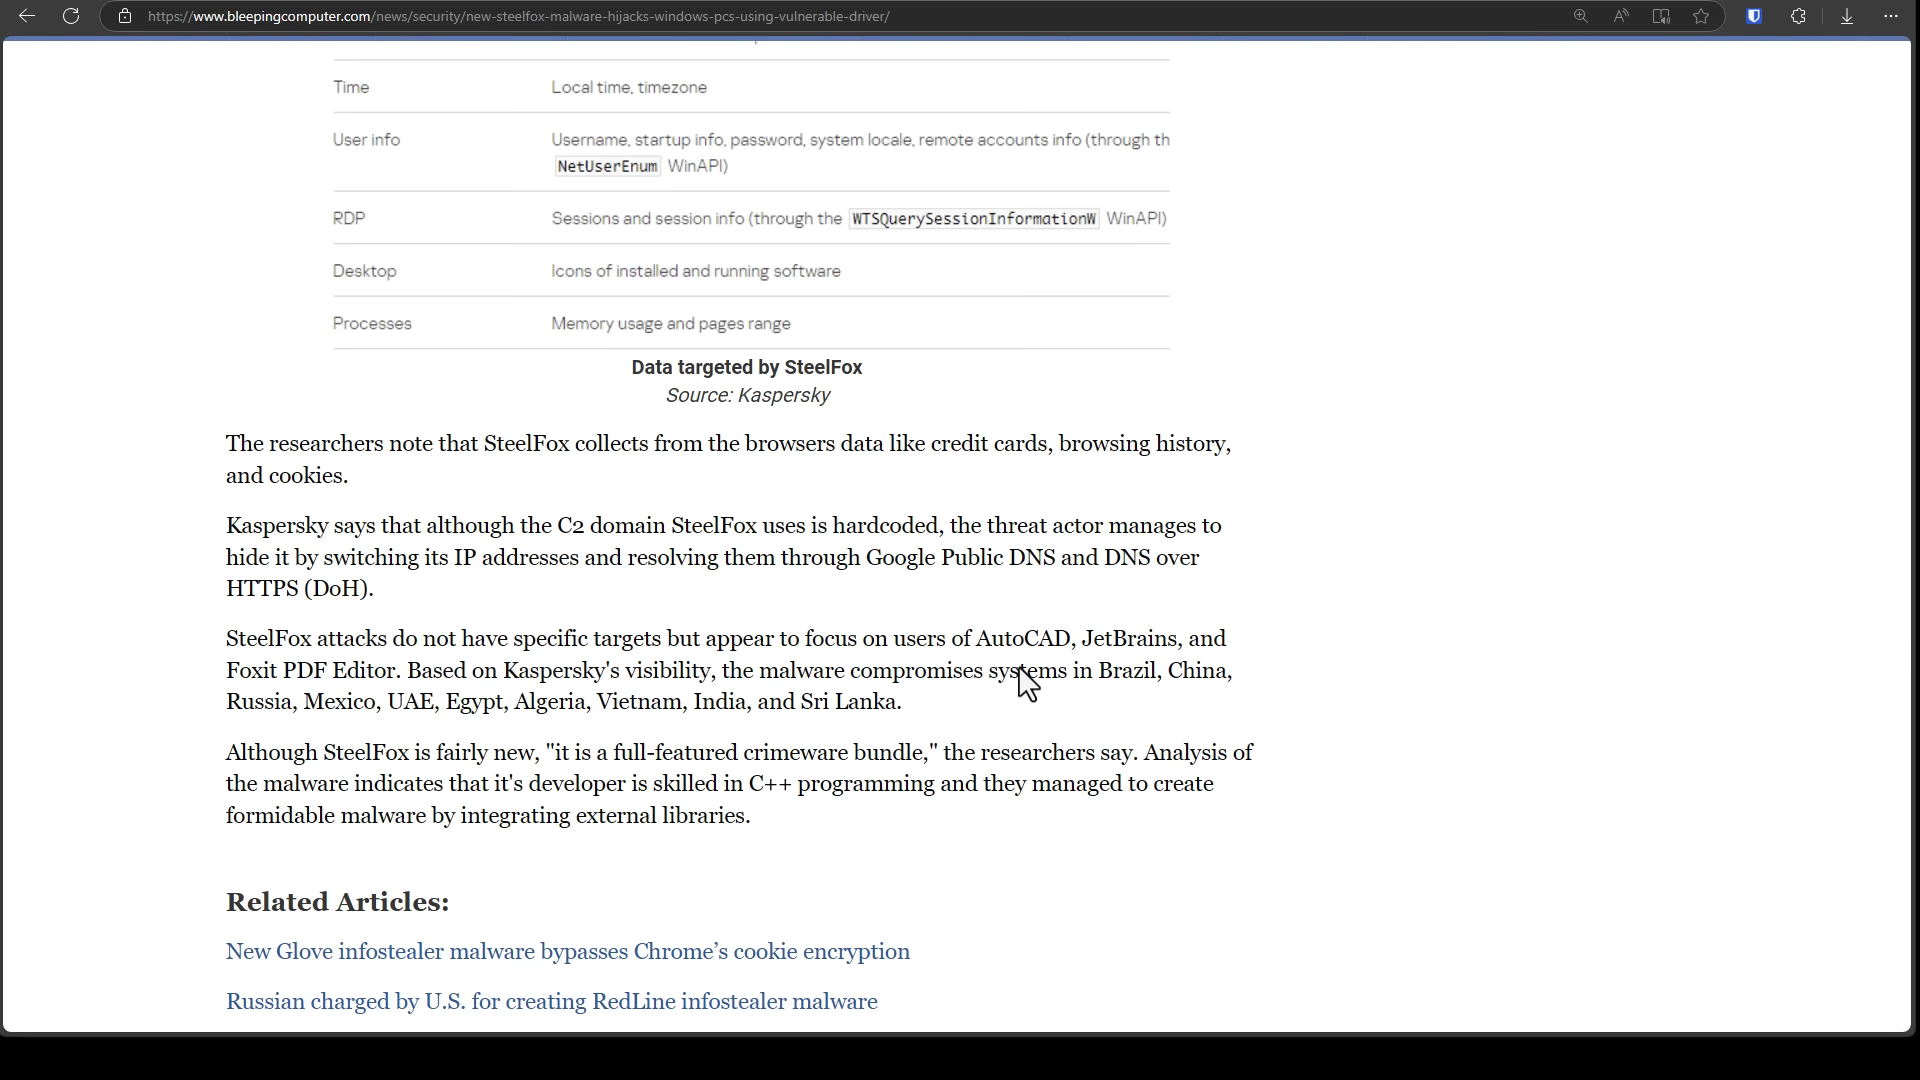 https://www.bleepingcomputer.com/news/security/new-steelfox-malware-hijacks-windows-pcs-using-vulnerable-driver/
Time Local time, timezone
User info Username, startup info, password, system locale, remote accounts info (through th
NetUserEnum WinAPI)
RDP Sessions and session info (through the WTSQuerySessionInformationW WinAPI)
Desktop Icons of installed and running software
Processes Memory usage and pages range
Data targeted by SteelFox
Source: Kaspersky
The researchers note that SteelFox collects from the browsers data like credit cards, browsing history,
and cookies.
Kaspersky says that although the C2 domain SteelFox uses is hardcoded, the threat actor manages to
hide it by switching its IP addresses and resolving them through Google Public DNS and DNS over
HTTPS (DoH).
SteelFox attacks do not have specific targets but appear to focus on users of AutoCAD, JetBrains, and
Foxit PDF Editor. Based on Kaspersky's visibility, the malware compromises systems in Brazil, China,
Russia, Mexico, UAE, Egypt, Algeria, Vietnam, India, and Sri Lanka.
Although SteelFox is fairly new, "it is a full-featured crimeware bundle," the researchers say. Analysis of
the malware indicates that it's developer is skilled in C++ programming and they managed to create
formidable malware by integrating external libraries.
Related Articles:
New Glove infostealer malware bypasses Chrome’s cookie encryption
Russian charged by U.S. for creating RedLine infostealer malware